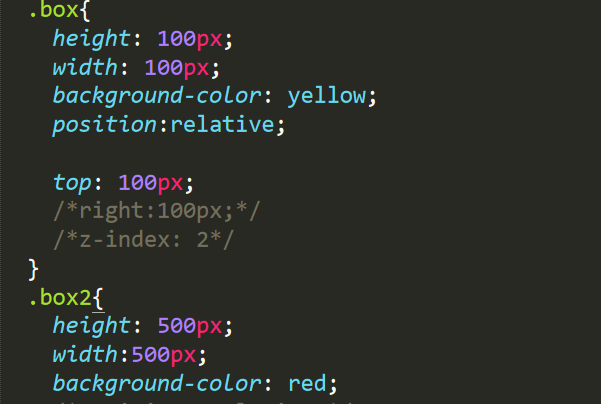 .box{
height: 100px;
width: 100px;
background-color: yellow;
position:relative;
top: 100px;
/*right:100px;*/
/*z-index: 2*/
}
.box2{
height: 500px;
width:500px;
background-color: red;